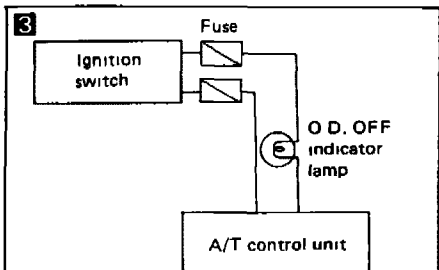 3
Fuse
Ignition
switch
O D. OFF
indicator
lamp
A/T control unit